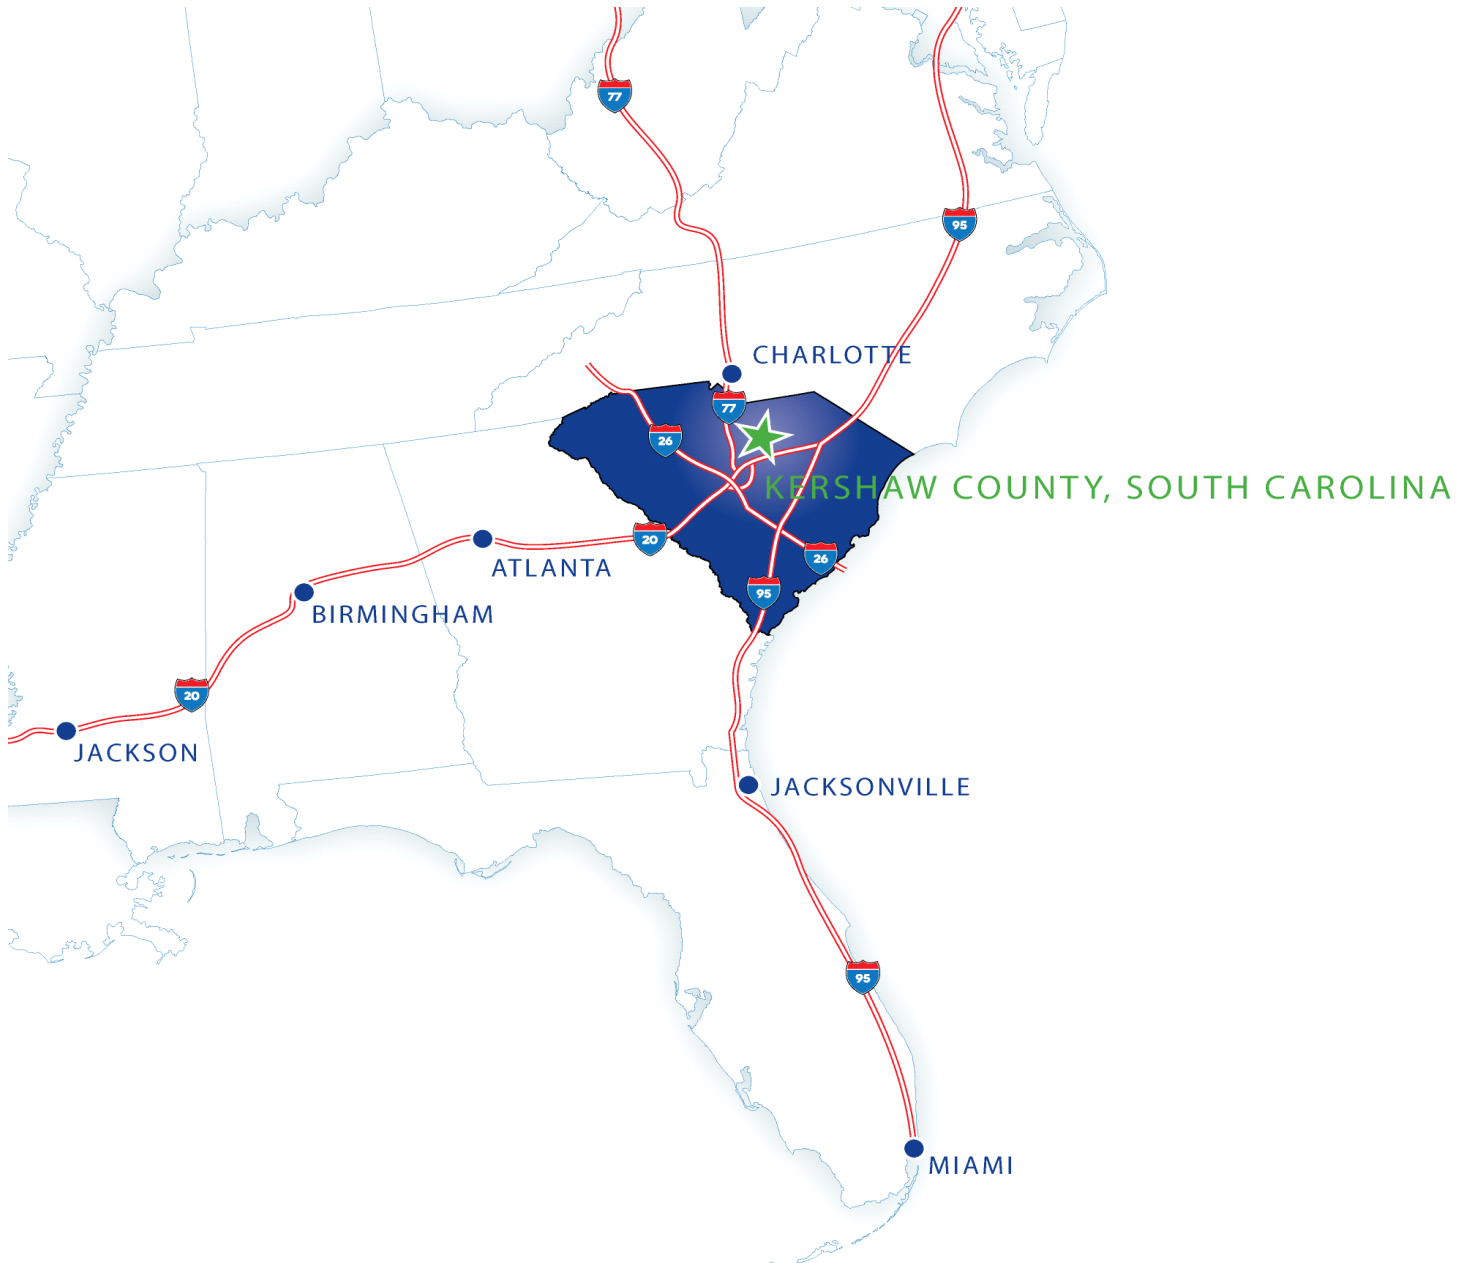 77
95
CHARLOTTE
77
26
KERSHAW COUNTY, SOUTH CAROLINA
20
ATLANTA
26
95
BIRMINGHAM
20
JACKSON
JACKSONVILLE
95
MIAMI